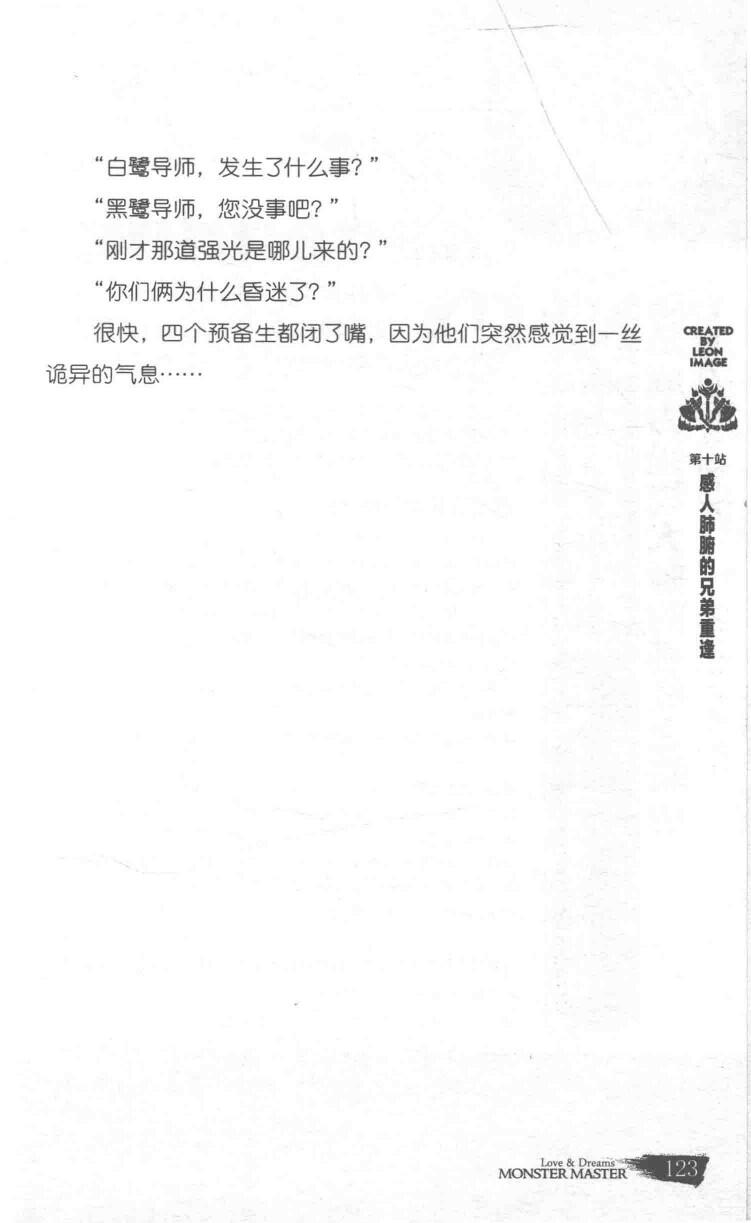 “白鹭导师，发生了什么事？”
“黑鹭导师，您没事吧？”
“刚才那道强光是哪儿来的？”
“你们俩为什么昏迷了？”
很快，四个预备生都闭了嘴，因为他们突然感觉到一丝
诡异的气息……
CREATED
BY
LEON
IMAGE
第十站
感人肺腑的兄弟重逢
Love & Dreams
MONSTER MASTER
123